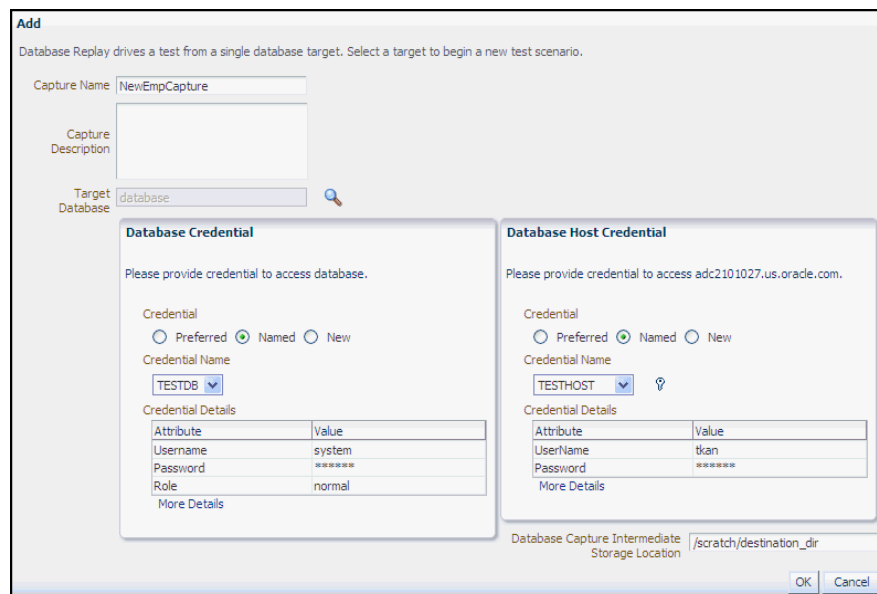 Add
Database Replay drives a test from a single database target. Select a target to begin a new test scenario.
Capture Name NewEmpCapture
Capture
Description
Target
Database
database
Database Credential
Please provide credential to access database.
Credential
Preferred Named New
Credential Name
TESTDB
Credential Details
Attribute Value
Username system
Password ******
Role normal
More Details
Database Host Credential
Please provide credential to access adc2101027.us.oracle.com.
Credential
Preferred Named New
Credential Name
TESTHOST
Credential Details
Attribute Value
UserName tkan
Password ******
More Details
Database Capture Intermediate
Storage Location
/scratch/destination_dir
OK Cancel